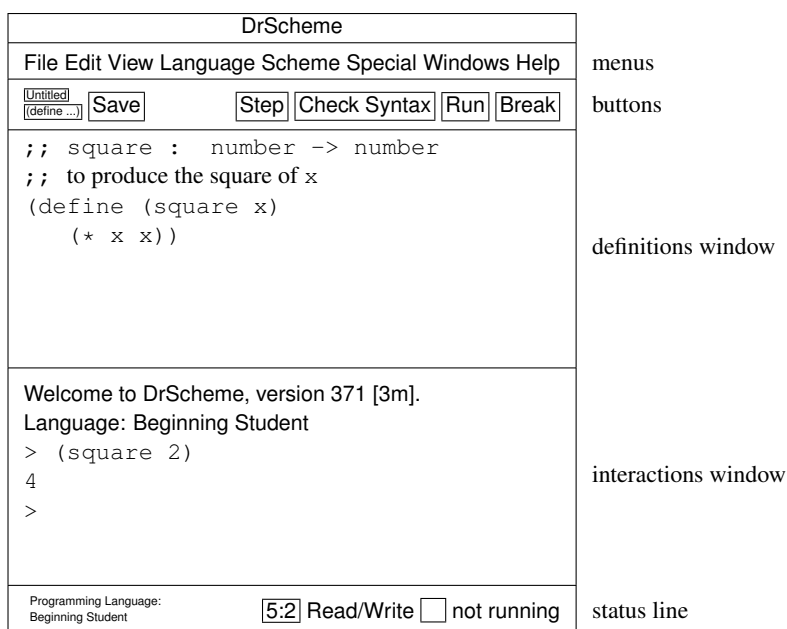 DrScheme
File Edit View Language Scheme Special Windows Help
menus
Untitled
(define ...)
Save
Step
Check Syntax
Run
Break
buttons
;; square : number -> number
;; to produce the square of x
(define (square x)
(* x x))
definitions window
Welcome to DrScheme, version 371 [3m].
Language: Beginning Student
> (square 2)
4
>
interactions window
Programming Language:
Beginning Student
5:2 Read/Write not running
status line